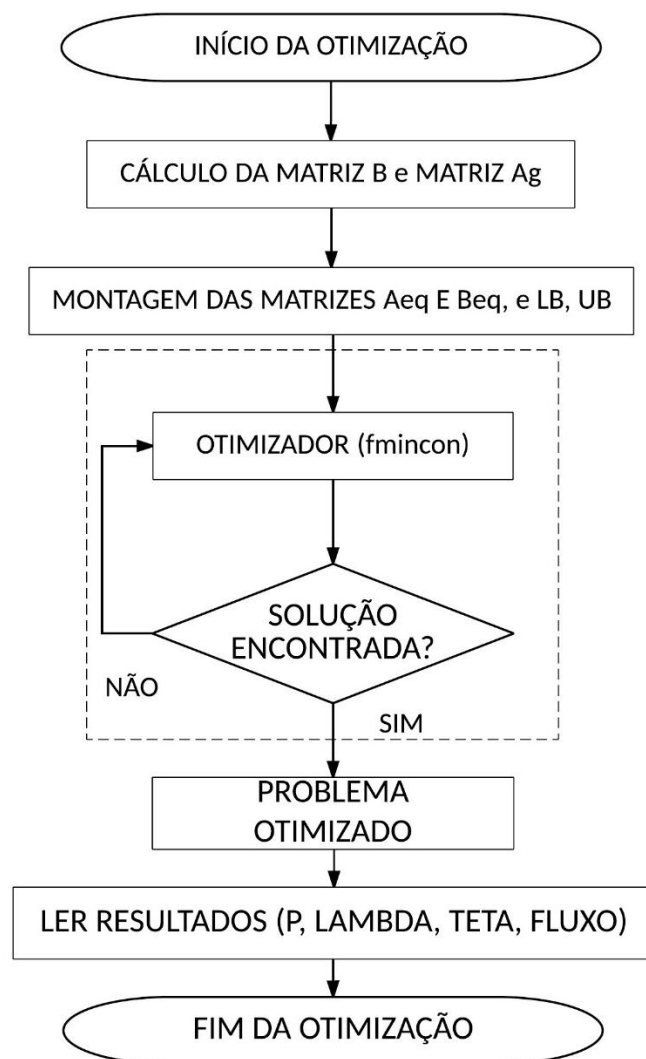 INÍCIO DA OTIMIZAÇÃO
CÁLCULO DA MATRIZ B e MATRIZ Ag
MONTAGEM DAS MATRIZES Aeq E Beq, e LB, UB
OTIMIZADOR (fmincon)
SOLUÇÃO
ENCONTRADA?
NÃO
SIM
PROBLEMA
OTIMIZADO
LER RESULTADOS (P, LAMBDA, TETA, FLUXO)
FIM DA OTIMIZAÇÃO